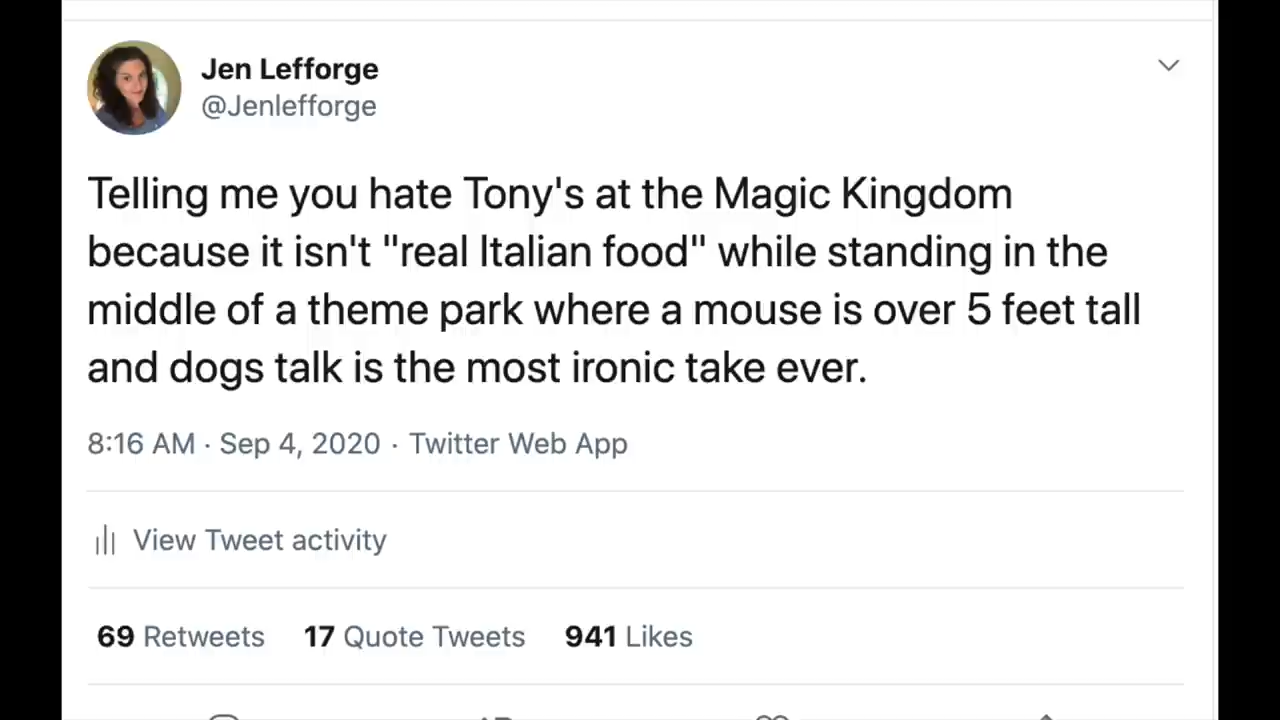 Jen Lefforge
@Jenlefforge
Telling me you hate Tony's at the Magic Kingdom
because it isn't "real Italian food" while standing in the
middle of a theme park where a mouse is over 5 feet tall
and dogs talk is the most ironic take ever.
8:16 AM · Sep 4, 2020 · Twitter Web App
View Tweet activity
69 Retweets 17 Quote Tweets 941 Likes